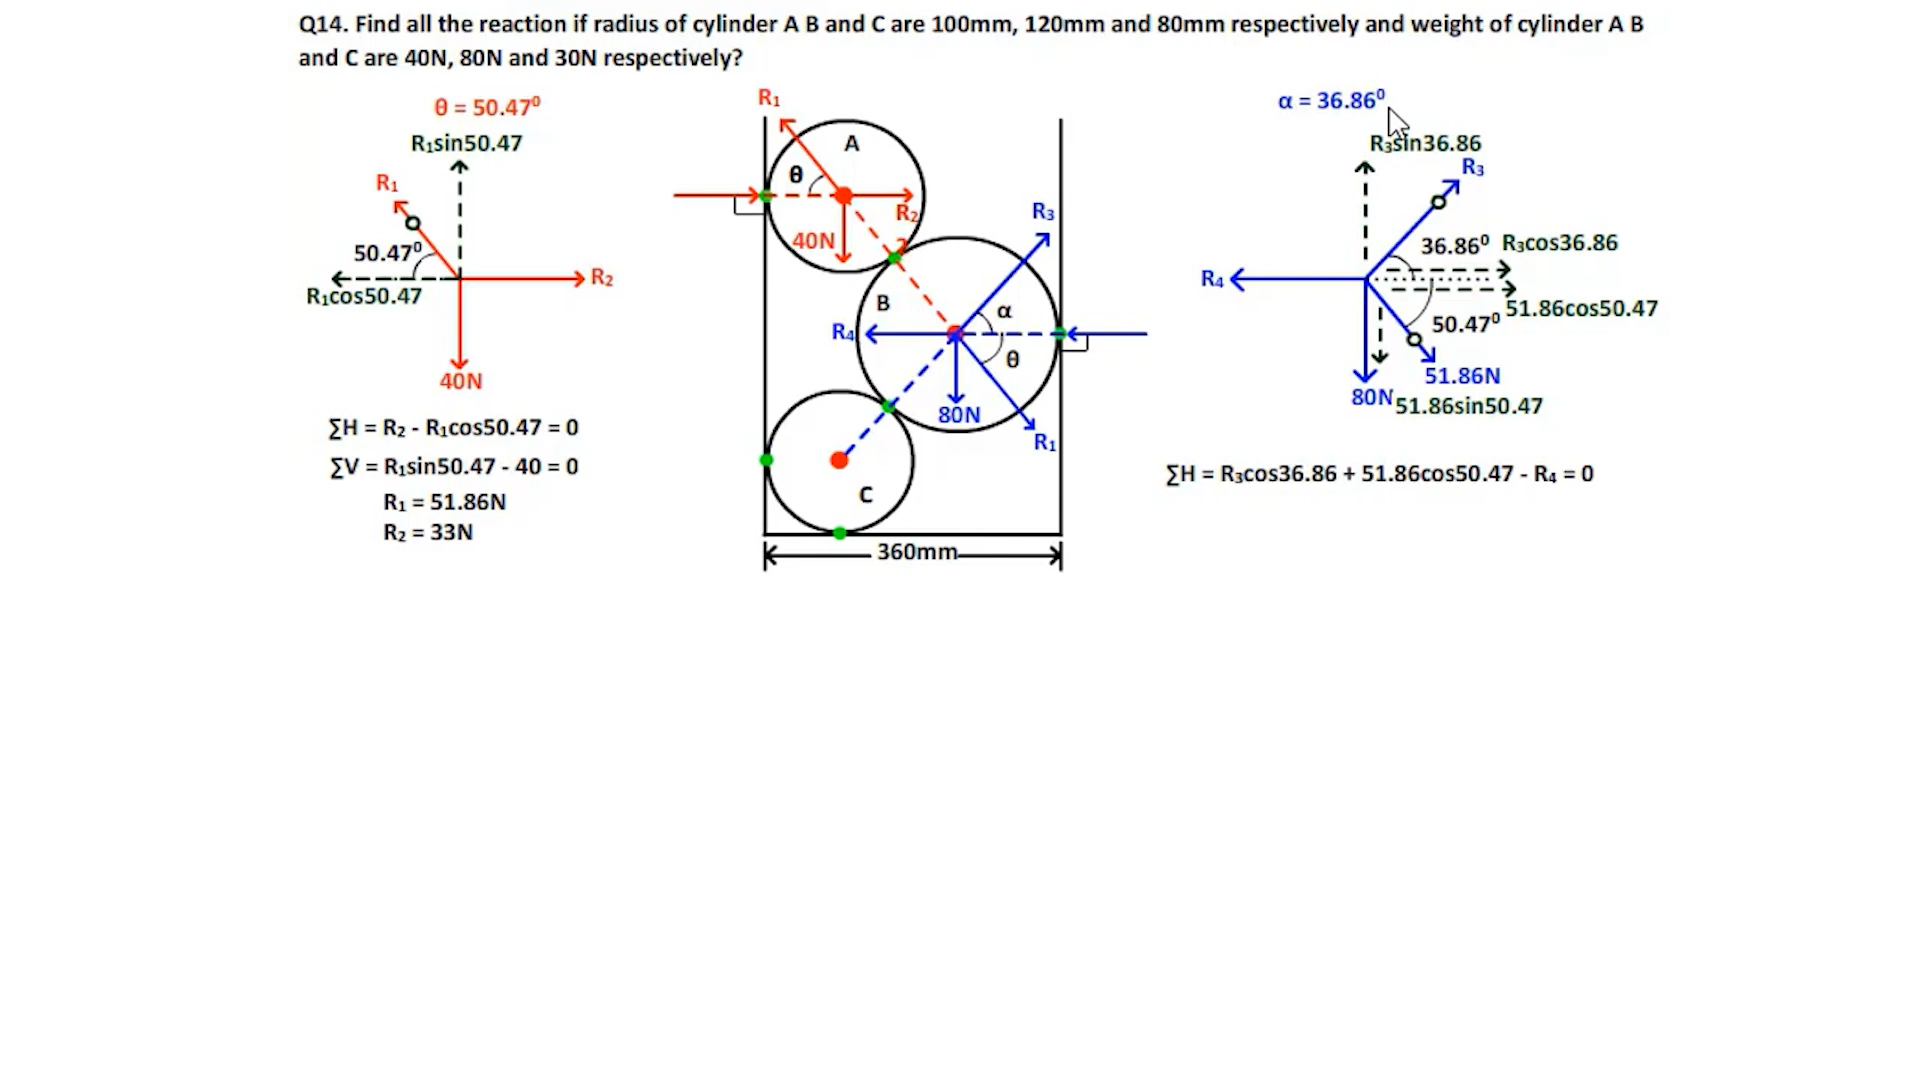 Q14. Find all the reaction if radius of cylinder A B and C are 100mm, 120mm and 80mm respectively and weight of cylinder A B
and C are 40N, 80N and 30N respectively?
θ = 50.47⁰
R₁sin50.47
R₁
50.47⁰
R₂
R₁cos50.47
40N
∑H = R₂ - R₁cos50.47 = 0
∑V = R₁sin50.47 - 40 = 0
R₁ = 51.86N
R₂ = 33N
R₁
A
θ
R₂
40N
?
R₃
B
α
R₄
θ
80N
R₁
C
360mm
α = 36.86⁰
R₃sin36.86
R₃
36.86⁰ R₃cos36.86
R₄
51.86cos50.47
50.47⁰
51.86N
80N
51.86sin50.47
∑H = R₃cos36.86 + 51.86cos50.47 - R₄ = 0